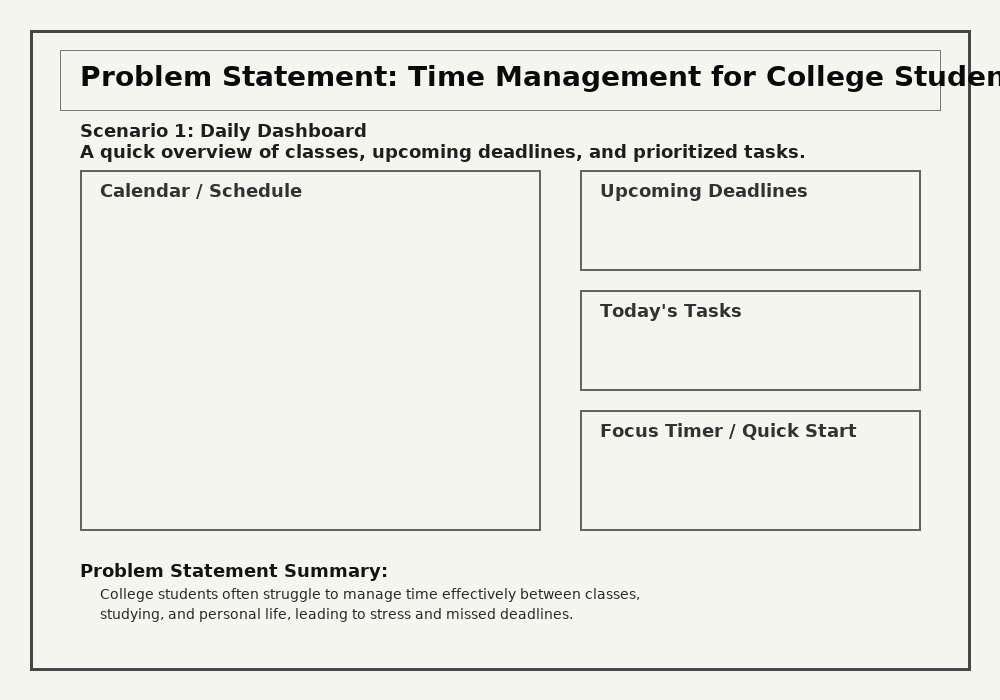 Problem Statement: Time Management for College Studen
Scenario 1: Daily Dashboard
A quick overview of classes, upcoming deadlines, and prioritized tasks.
Calendar / Schedule
Upcoming Deadlines
Today's Tasks
Focus Timer / Quick Start
Problem Statement Summary:
College students often struggle to manage time effectively between classes,
studying, and personal life, leading to stress and missed deadlines.